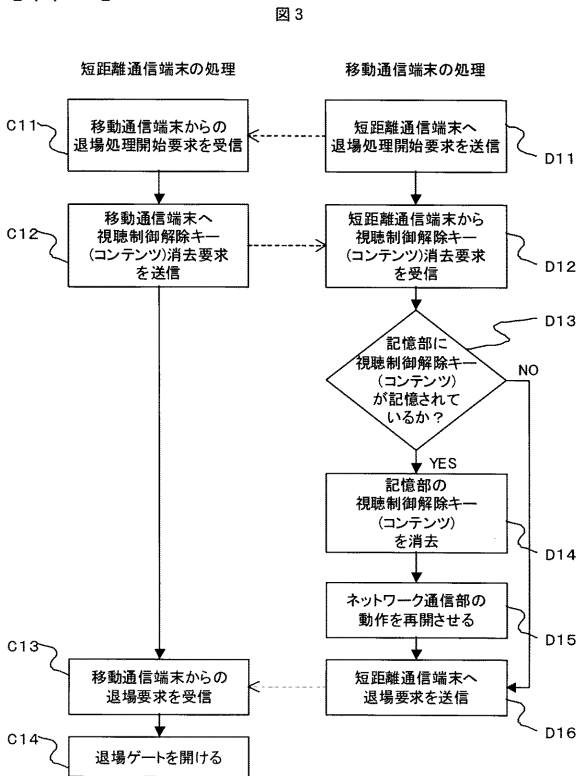 図3
短距離通信端末の処理
移動通信端末の処理
C11
移動通信端末からの
退場処理開始要求を受信
短距離通信端末へ
退場処理開始要求を送信
D11
C12
移動通信端末へ
視聴制御解除キー
(コンテンツ)消去要求
を送信
短距離通信端末から
視聴制御解除キー
(コンテンツ)消去要求
を受信
D12
D13
記憶部に
視聴制御解除キー
(コンテンツ)
が記憶されて
いるか？
NO
YES
記憶部の
視聴制御解除キー
(コンテンツ)
を消去
D14
ネットワーク通信部の
動作を再開させる
D15
C13
移動通信端末からの
退場要求を受信
短距離通信端末へ
退場要求を送信
D16
C14
退場ゲートを開ける